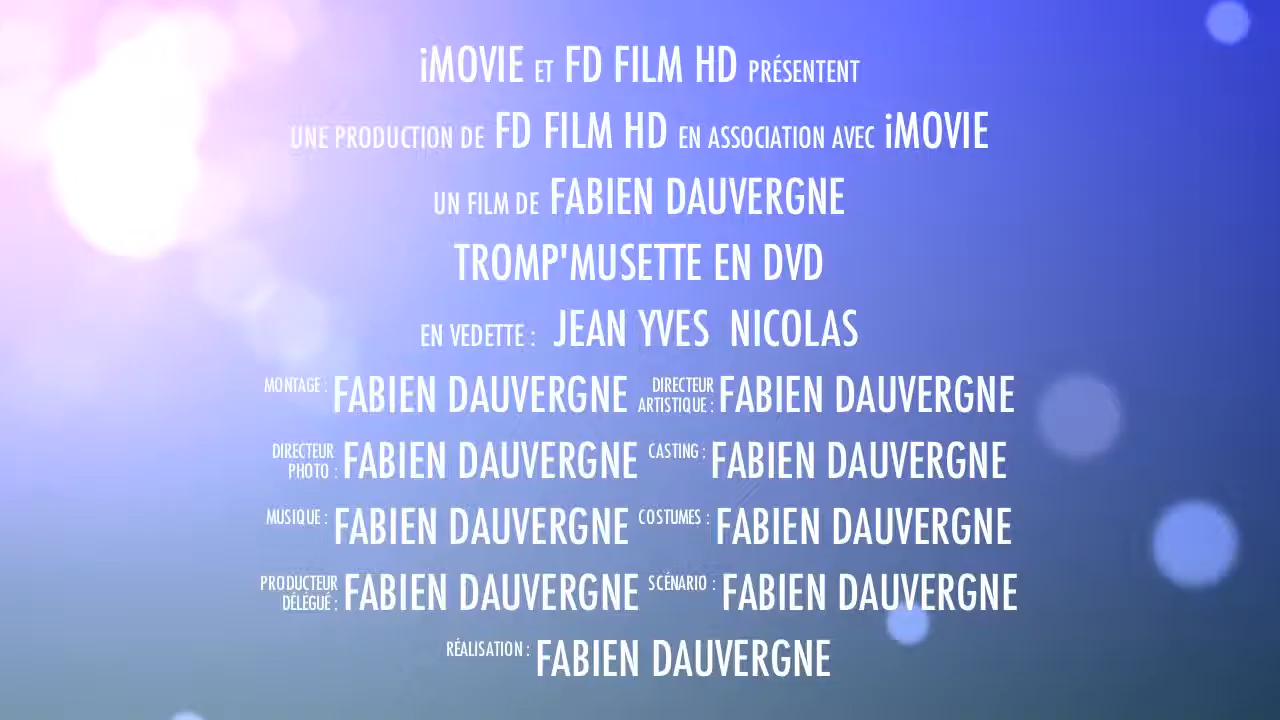 iMOVIE ET FD FILM HD PRÉSENTENT
UNE PRODUCTION DE FD FILM HD EN ASSOCIATION AVEC iMOVIE
UN FILM DE FABIEN DAUVERGNE
TROMP'MUSETTE EN DVD
EN VEDETTE : JEAN YVES NICOLAS
MONTAGE : FABIEN DAUVERGNE DIRECTEUR ARTISTIQUE : FABIEN DAUVERGNE
DIRECTEUR PHOTO : FABIEN DAUVERGNE CASTING : FABIEN DAUVERGNE
MUSIQUE : FABIEN DAUVERGNE COSTUMES : FABIEN DAUVERGNE
PRODUCTEUR DÉLÉGUÉ : FABIEN DAUVERGNE SCÉNARIO : FABIEN DAUVERGNE
RÉALISATION : FABIEN DAUVERGNE